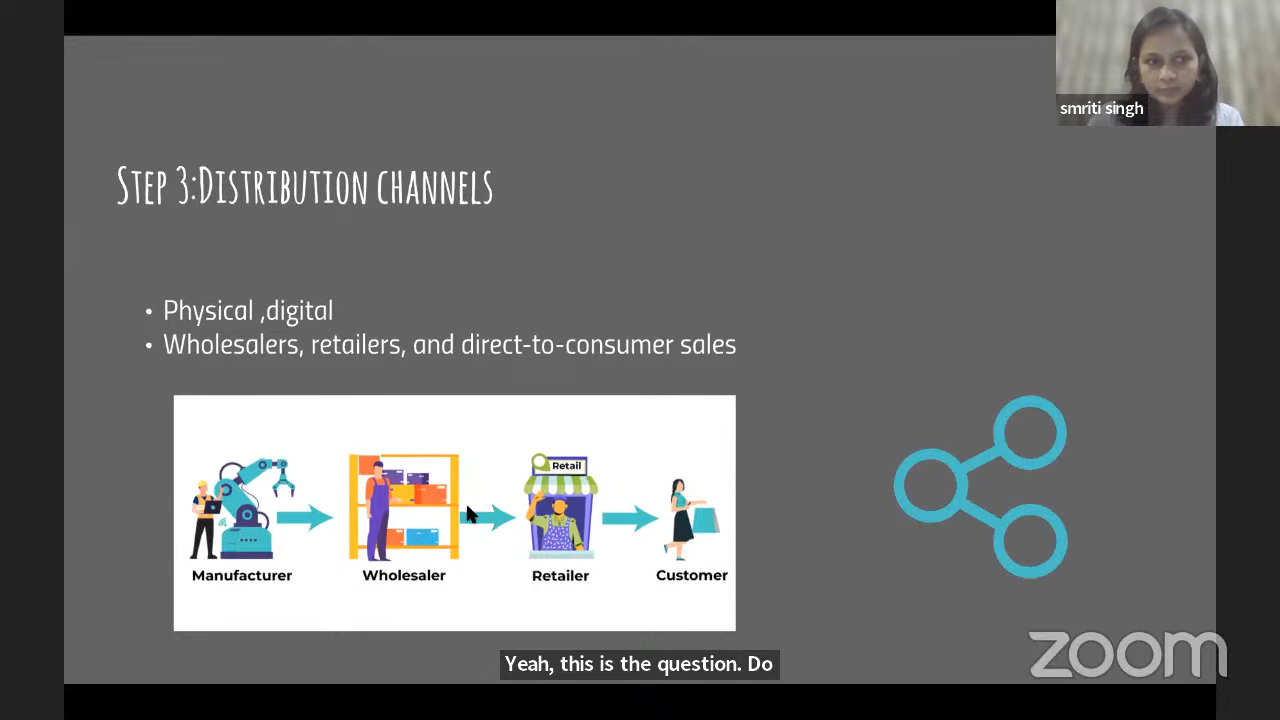 smriti singh
Step 3:Distribution channels
• Physical ,digital
• Wholesalers, retailers, and direct-to-consumer sales
Retail
Manufacturer
Wholesaler
Retailer
Customer
Yeah, this is the question. Do
zoom